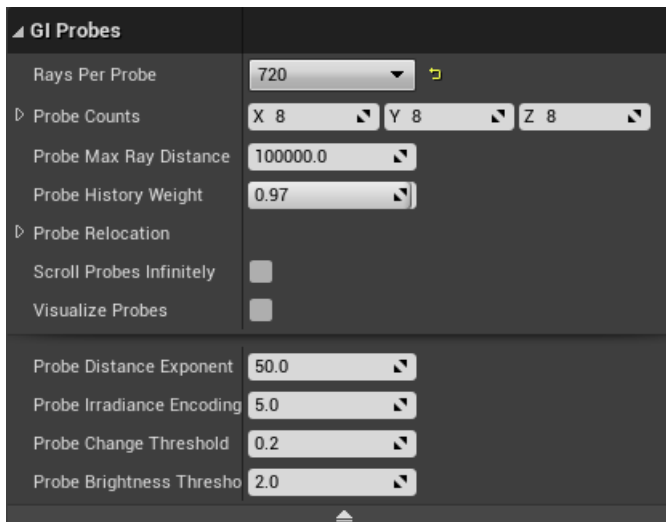 GI Probes
Rays Per Probe 720
Probe Counts X 8 Y 8 Z 8
Probe Max Ray Distance 100000.0
Probe History Weight 0.97
Probe Relocation
Scroll Probes Infinitely
Visualize Probes
Probe Distance Exponent 50.0
Probe Irradiance Encoding 5.0
Probe Change Threshold 0.2
Probe Brightness Thresho 2.0